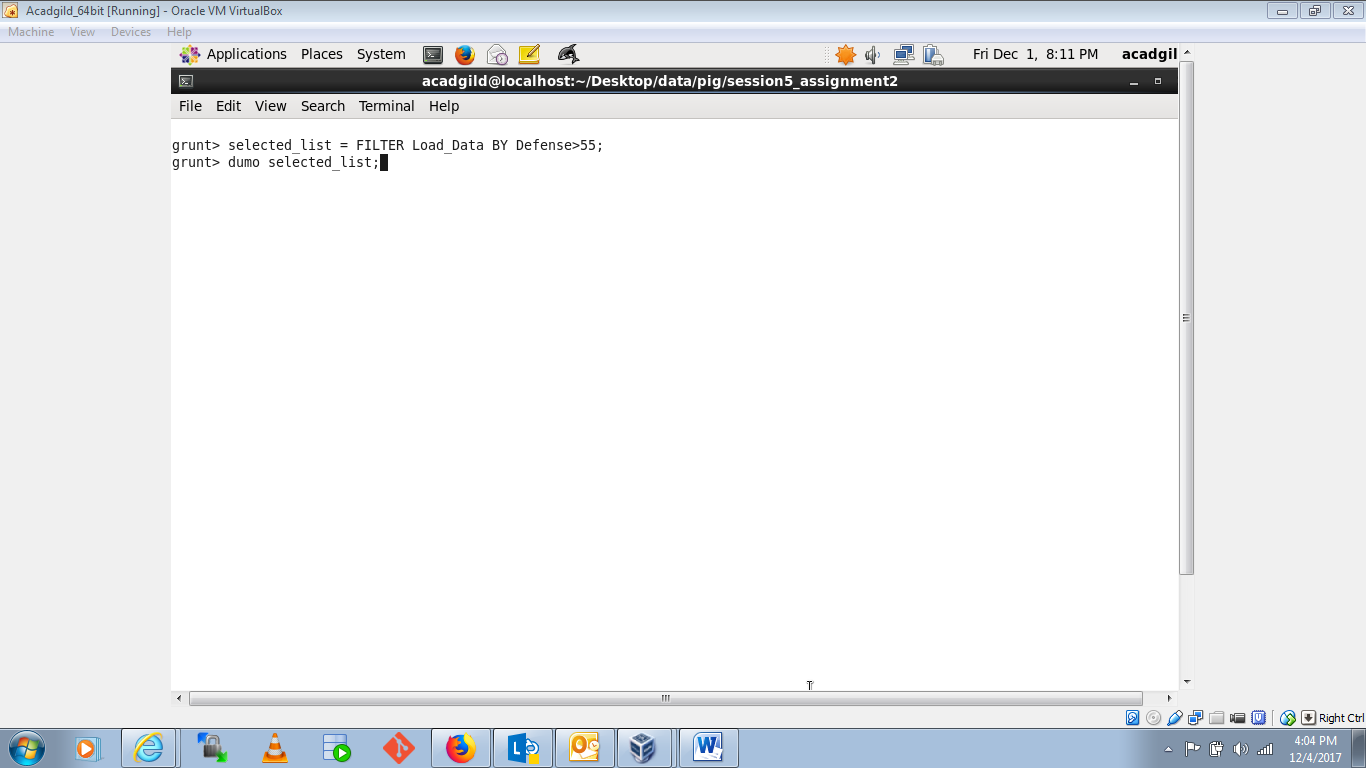 Acadgild_64bit [Running] - Oracle VM VirtualBox
Machine View Devices Help
Applications Places System Fri Dec 1, 8:11 PM acadgil
acadgild@localhost:~/Desktop/data/pig/session5_assignment2
File Edit View Search Terminal Help
grunt> selected_list = FILTER Load_Data BY Defense>55;
grunt> dumo selected_list;
Right Ctrl
4:04 PM
12/4/2017